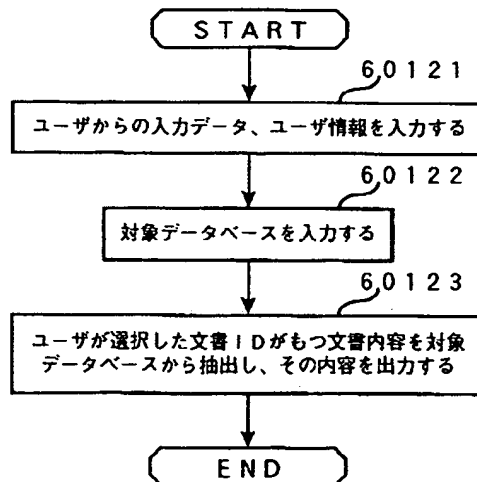 START
60121
ユーザからの入力データ、ユーザ情報を入力する
60122
対象データベースを入力する
60123
ユーザが選択した文書IDがもつ文書内容を対象
データベースから抽出し、その内容を出力する
END